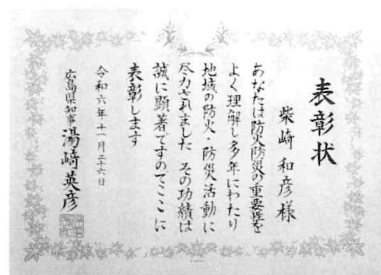 表彰状
柴崎和彦様
あなたは防火防災の重要性を
よく理解し多年にわたり
地域の防火・防災活動に
尽力されました その功績は
誠に顕著ですのでここに
表彰します
令和六年十一月二十六日
広島県知事 湯﨑英彦